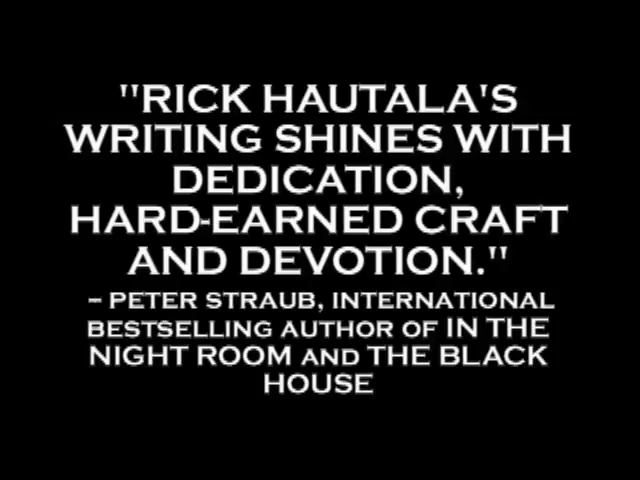 "RICK HAUTALA'S
WRITING SHINES WITH
DEDICATION,
HARD-EARNED CRAFT
AND DEVOTION."
– PETER STRAUB, INTERNATIONAL
BESTSELLING AUTHOR OF IN THE
NIGHT ROOM AND THE BLACK
HOUSE